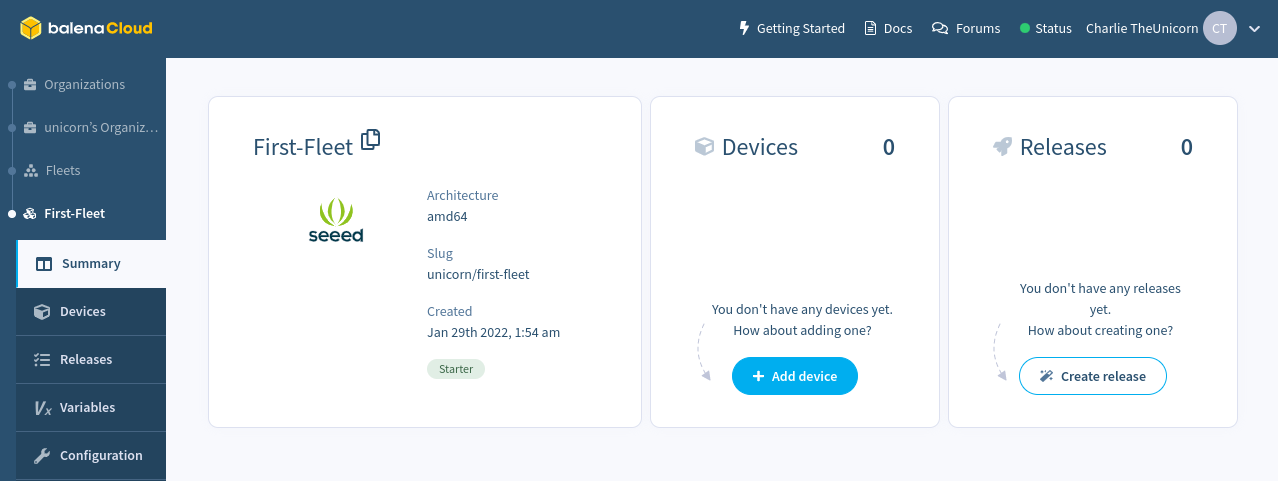 balenaCloud
Getting Started
Docs
Forums
Status
Charlie TheUnicorn
CT
Organizations
unicorn's Organiz...
Fleets
First-Fleet
Summary
Devices
Releases
Variables
Configuration
First-Fleet
seeed
Architecture
amd64
Slug
unicorn/first-fleet
Created
Jan 29th 2022, 1:54 am
Starter
Devices 0
You don't have any devices yet.
How about adding one?
Add device
Releases 0
You don't have any releases
yet.
How about creating one?
Create release